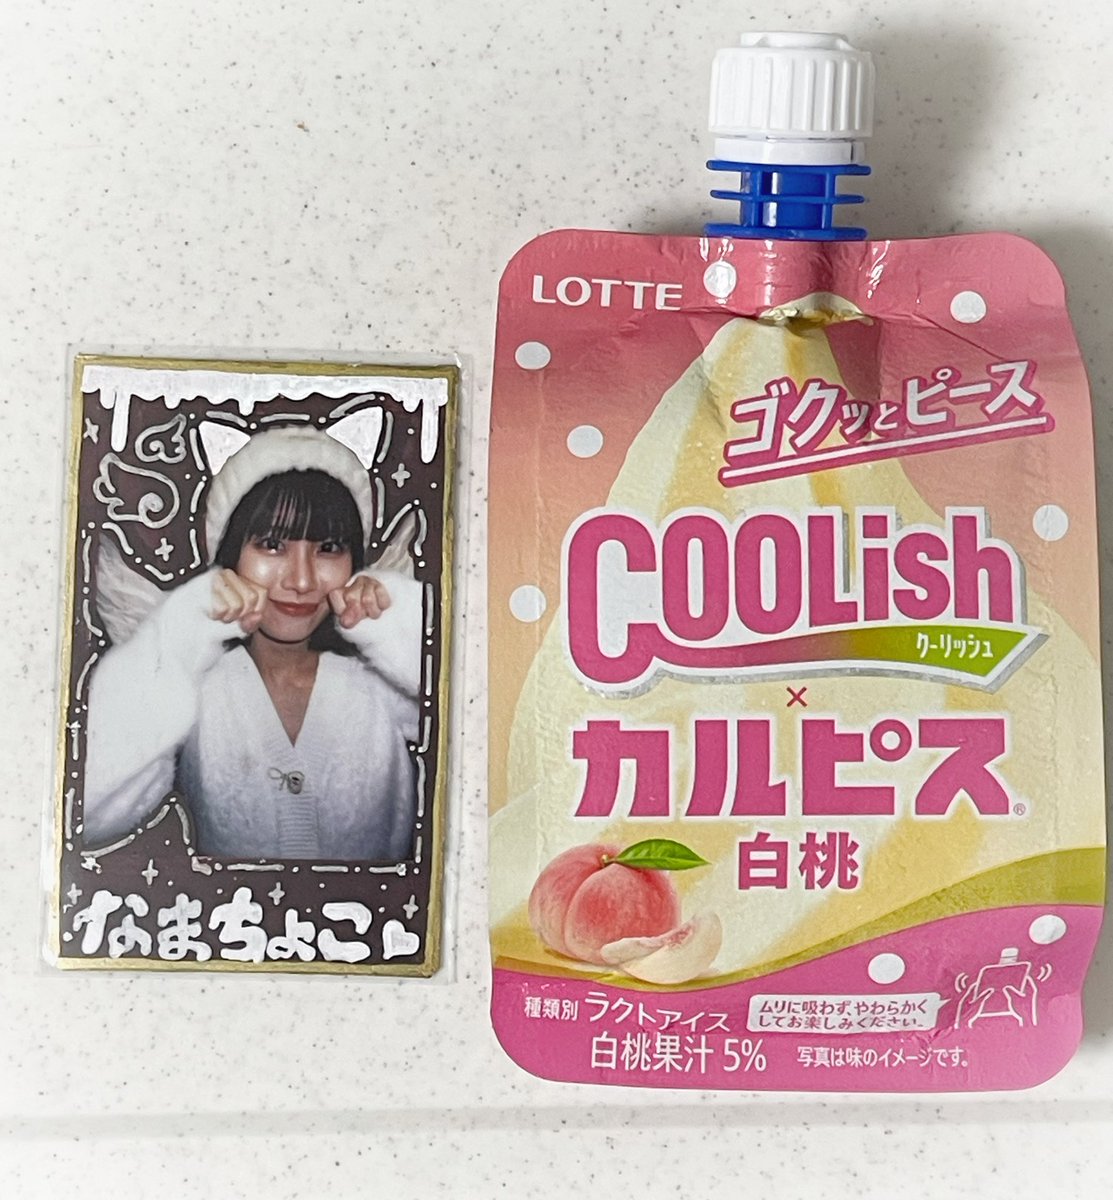 なまちょこ
LOTTE
ゴクッとピース
COOLish
クーリッシュ
×
カルピス®
白桃
種類別 ラクトアイス
白桃果汁 5%
ムリに吸わず、やわらかく
してお楽しみください。
写真は味のイメージです。